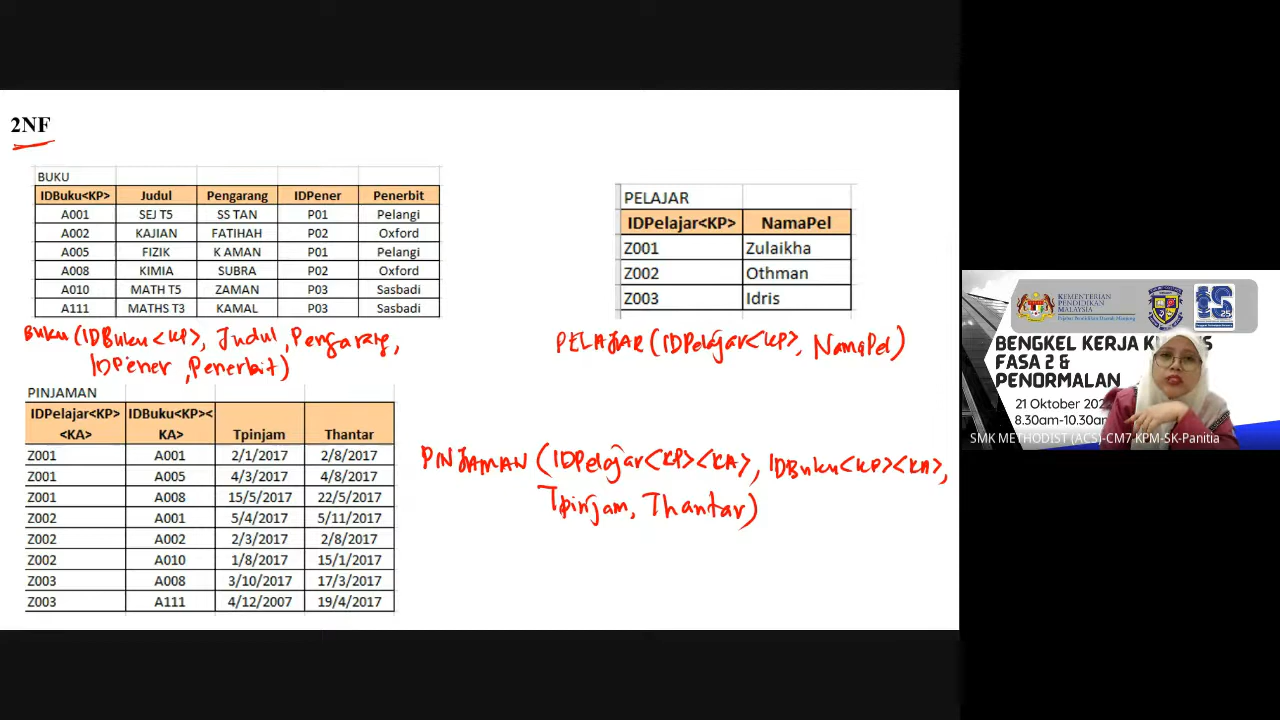 2NF
BUKU
IDBuku<KP> Judul Pengarang IDPener Penerbit
A001 SEJ T5 SS TAN P01 Pelangi
A002 KAJIAN FATIHAH P02 Oxford
A005 FIZIK K AMAN P01 Pelangi
A008 KIMIA SUBRA P02 Oxford
A010 MATH T5 ZAMAN P03 Sasbadi
A111 MATHS T3 KAMAL P03 Sasbadi
BUKU (IDBuku<KP>, Judul, Pengarang,
IDPener, Penerbit)
PELAJAR
IDPelajar<KP> NamaPel
Z001 Zulaikha
Z002 Othman
Z003 Idris
PELAJAR (IDPelajar<KP>, NamaPel)
PINJAMAN
IDPelajar<KP> IDBuku<KP><
<KA> KA> Tpinjam Thantar
Z001 A001 2/1/2017 2/8/2017
Z001 A005 4/3/2017 4/8/2017
Z001 A008 15/5/2017 22/5/2017
Z002 A001 5/4/2017 5/11/2017
Z002 A002 2/3/2017 2/8/2017
Z002 A010 1/8/2017 15/1/2017
Z003 A008 3/10/2017 17/3/2017
Z003 A111 4/12/2007 19/4/2017
PINJAMAN (IDPelajar<KP><KA>, IDBuku<KP><KA>,
Tpinjam, Thantar)
KEMENTERIAN
PENDIDIKAN
MALAYSIA
BENGKEL KERJA
FASA 2 &
PENORMALAN
21 Oktober
8.30am-10.30am
SMK METHODIST (ACS)-CM7 KPM-SK-Panitia